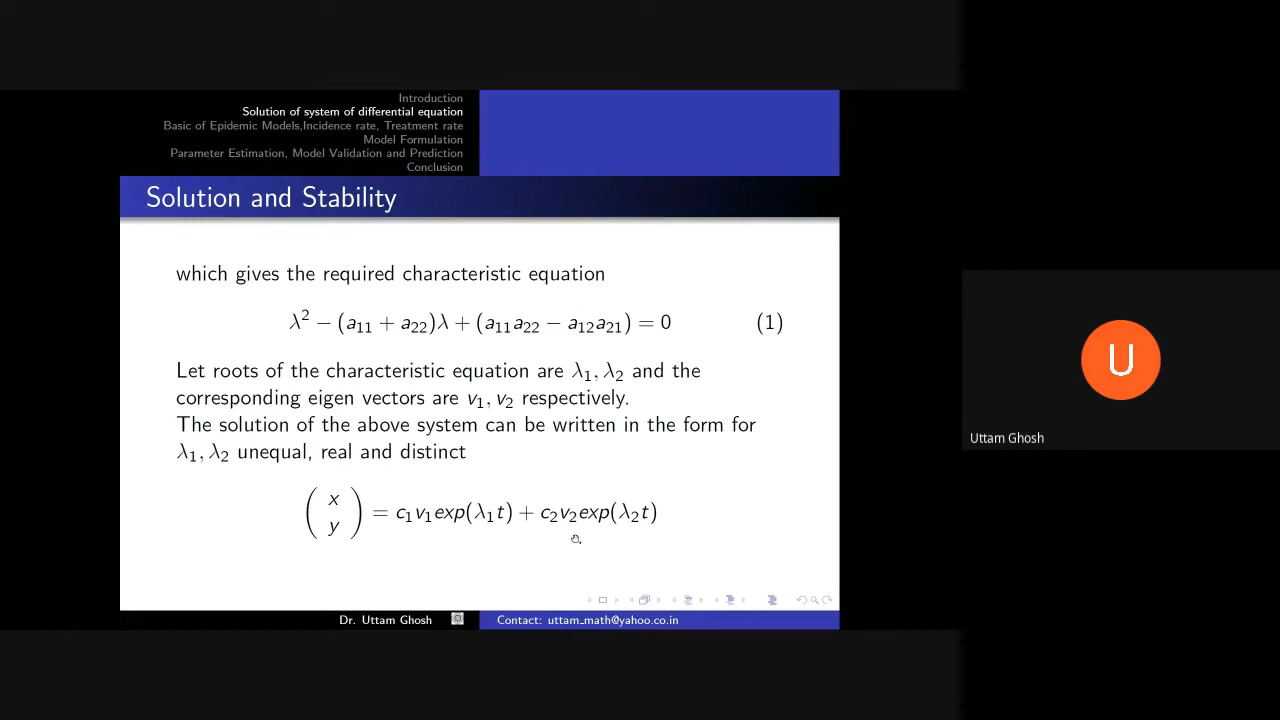 Introduction
Solution of system of differential equation
Basic of Epidemic Models,Incidence rate, Treatment rate
Model Formulation
Parameter Estimation, Model Validation and Prediction
Conclusion
Solution and Stability
which gives the required characteristic equation
λ² − (a₁₁ + a₂₂)λ + (a₁₁a₂₂ − a₁₂a₂₁) = 0 (1)
Let roots of the characteristic equation are λ₁, λ₂ and the
corresponding eigen vectors are v₁, v₂ respectively.
The solution of the above system can be written in the form for
λ₁, λ₂ unequal, real and distinct
( x
y ) = c₁v₁exp(λ₁t) + c₂v₂exp(λ₂t)
Dr. Uttam Ghosh Contact: uttam_math@yahoo.co.in
U
Uttam Ghosh